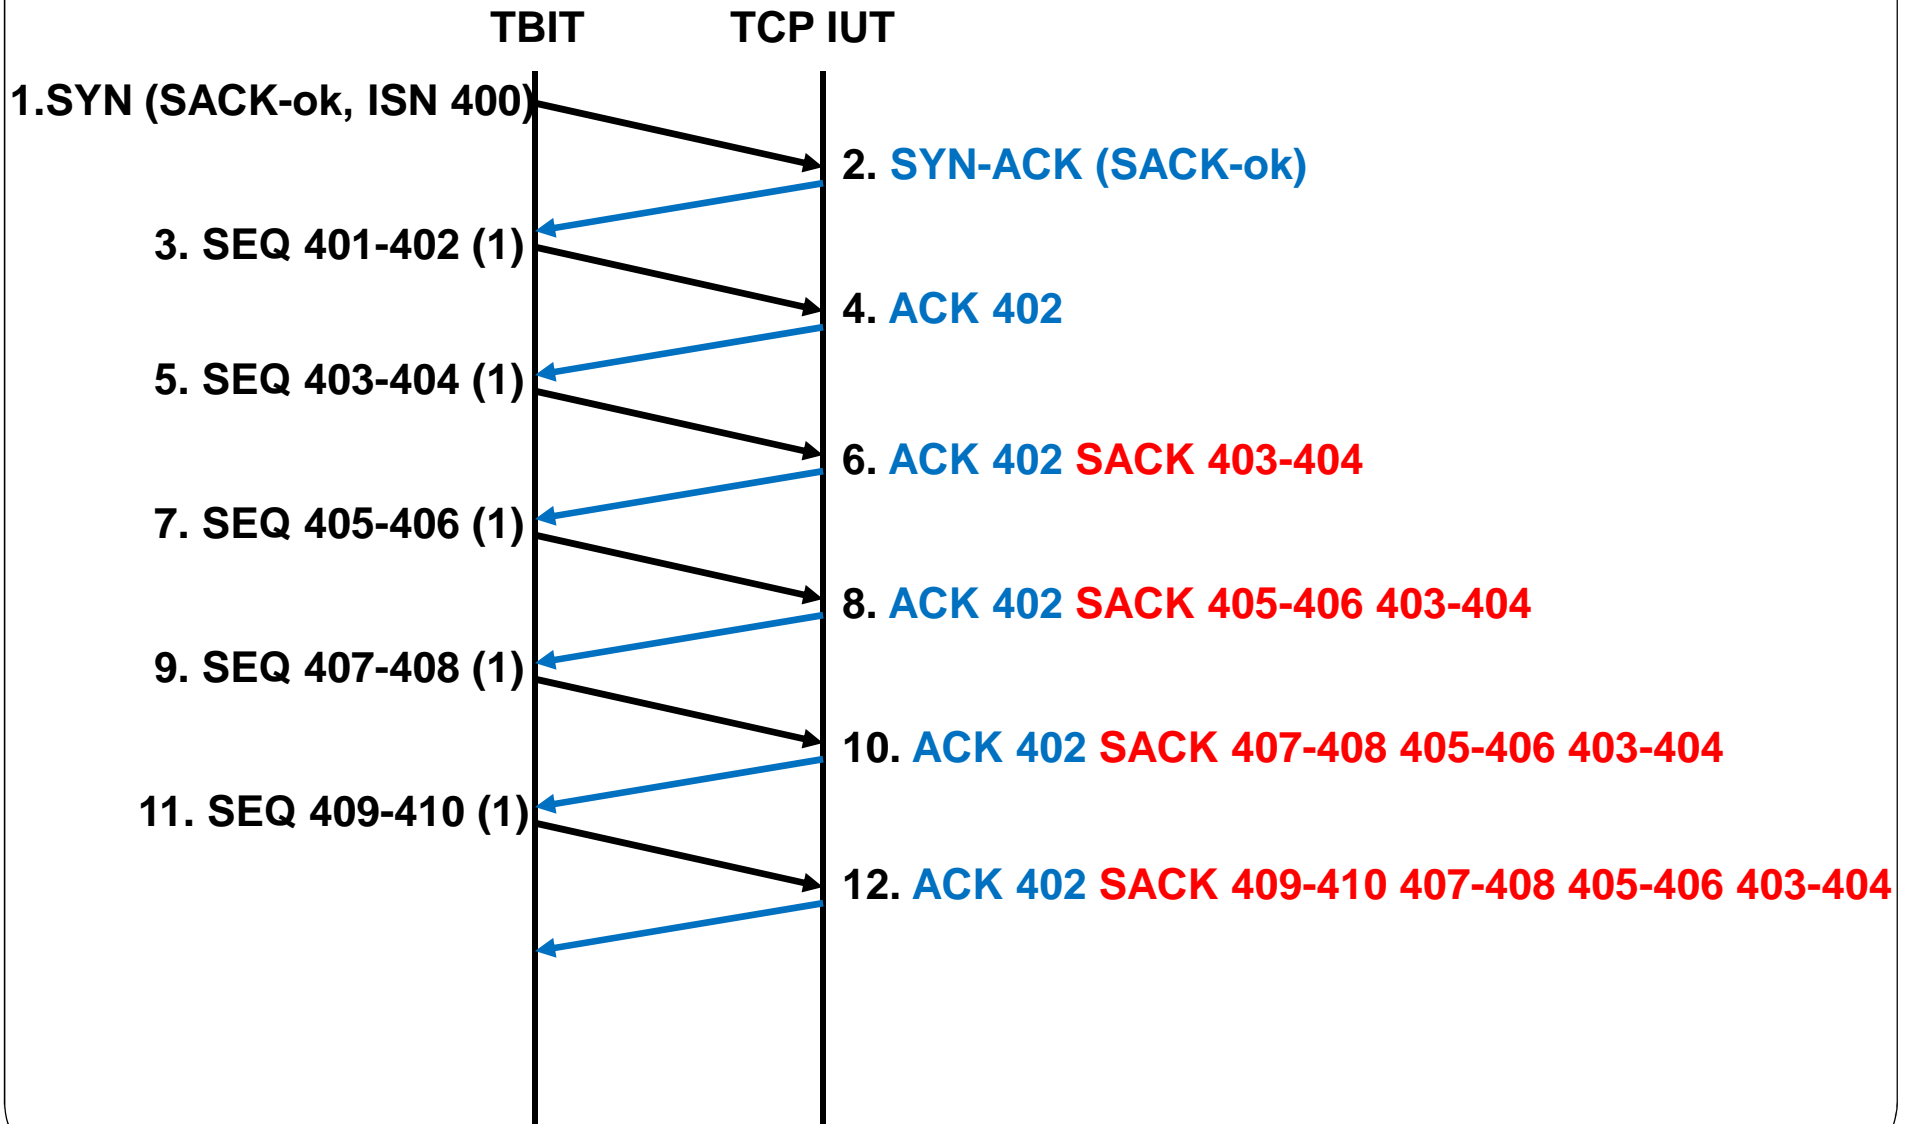 TBIT TCP IUT
1.SYN (SACK-ok, ISN 400)
2. SYN-ACK (SACK-ok)
3. SEQ 401-402 (1)
4. ACK 402
5. SEQ 403-404 (1)
6. ACK 402 SACK 403-404
7. SEQ 405-406 (1)
8. ACK 402 SACK 405-406 403-404
9. SEQ 407-408 (1)
10. ACK 402 SACK 407-408 405-406 403-404
11. SEQ 409-410 (1)
12. ACK 402 SACK 409-410 407-408 405-406 403-404